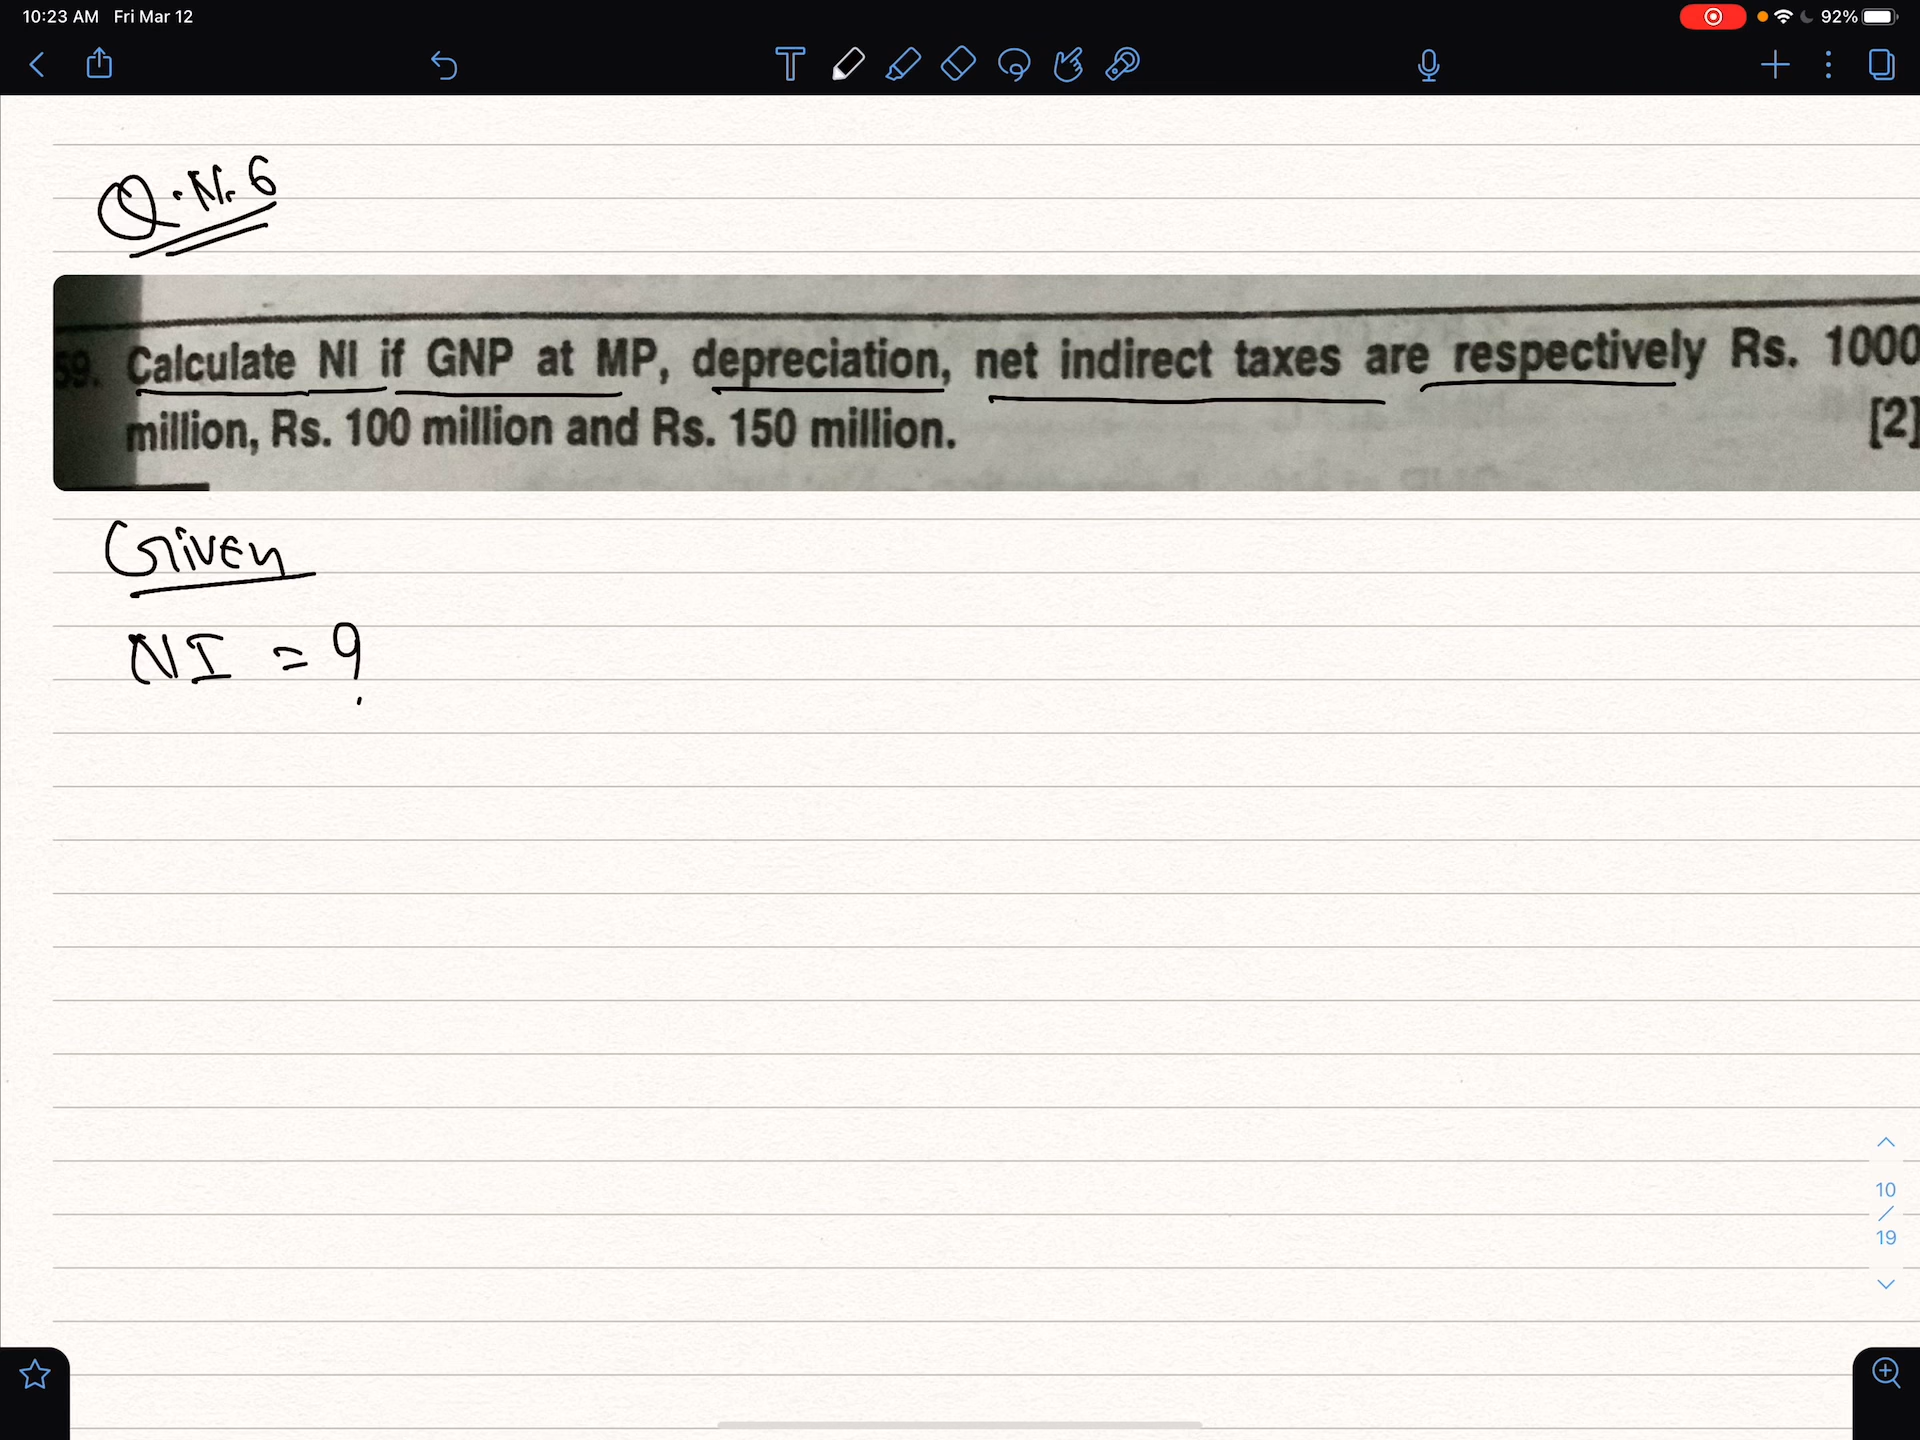 10:23 AM Fri Mar 12
92%
Q.N. 6
59. Calculate NI if GNP at MP, depreciation, net indirect taxes are respectively Rs. 1000
million, Rs. 100 million and Rs. 150 million.
[2]
Given
NI = ?
10
/
19